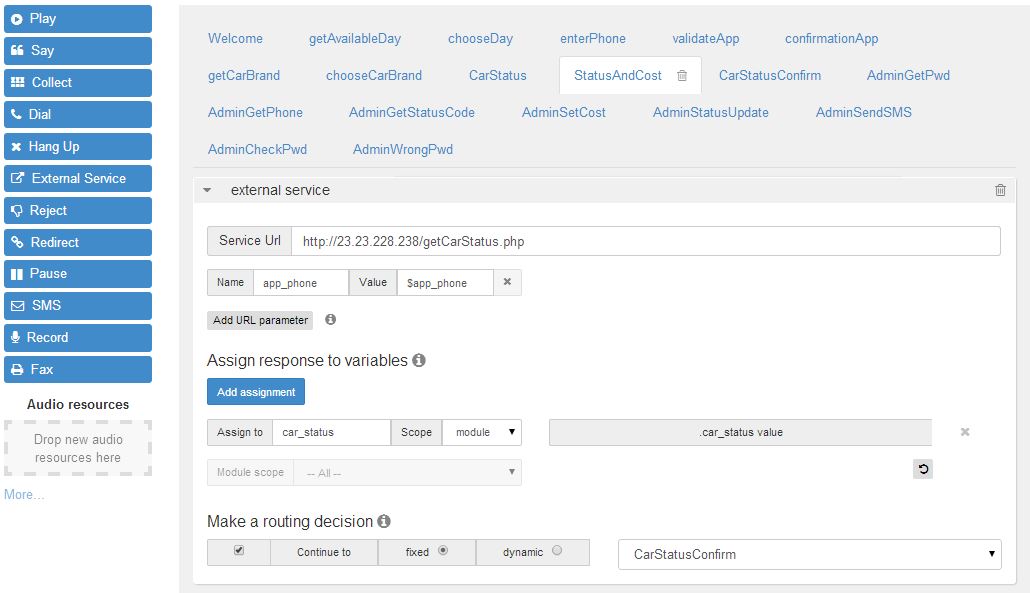 Play
Say
Collect
Dial
Hang Up
External Service
Reject
Redirect
Pause
SMS
Record
Fax
Audio resources
Drop new audio
resources here
More...
Welcome getAvailableDay chooseDay enterPhone validateApp confirmationApp
getCarBrand chooseCarBrand CarStatus StatusAndCost CarStatusConfirm AdminGetPwd
AdminGetPhone AdminGetStatusCode AdminSetCost AdminStatusUpdate AdminSendSMS
AdminCheckPwd AdminWrongPwd
external service
Service Url http://23.23.228.238/getCarStatus.php
Name app_phone Value $app_phone
Add URL parameter
Assign response to variables
Add assignment
Assign to car_status Scope module .car_status value
Module scope -- All --
Make a routing decision
Continue to fixed dynamic CarStatusConfirm